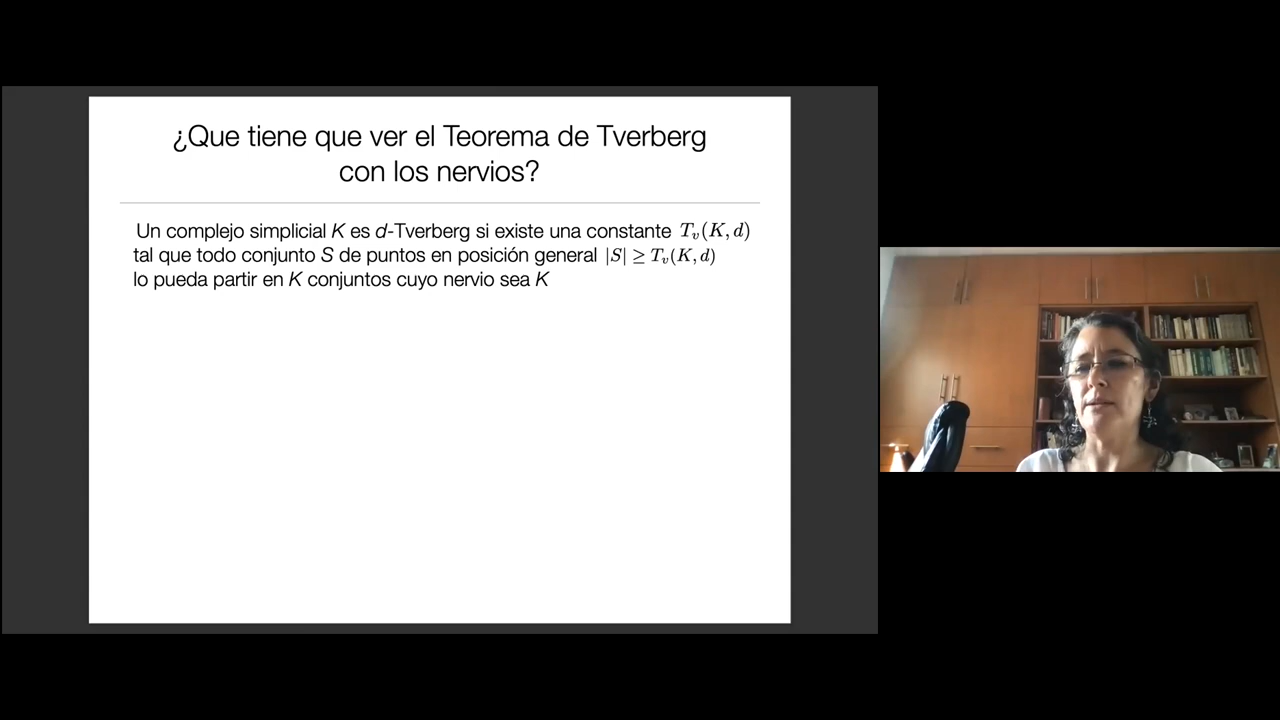 ¿Que tiene que ver el Teorema de Tverberg
con los nervios?
Un complejo simplicial K es d-Tverberg si existe una constante T_v(K, d)
tal que todo conjunto S de puntos en posición general |S| ≥ T_v(K, d)
lo pueda partir en K conjuntos cuyo nervio sea K